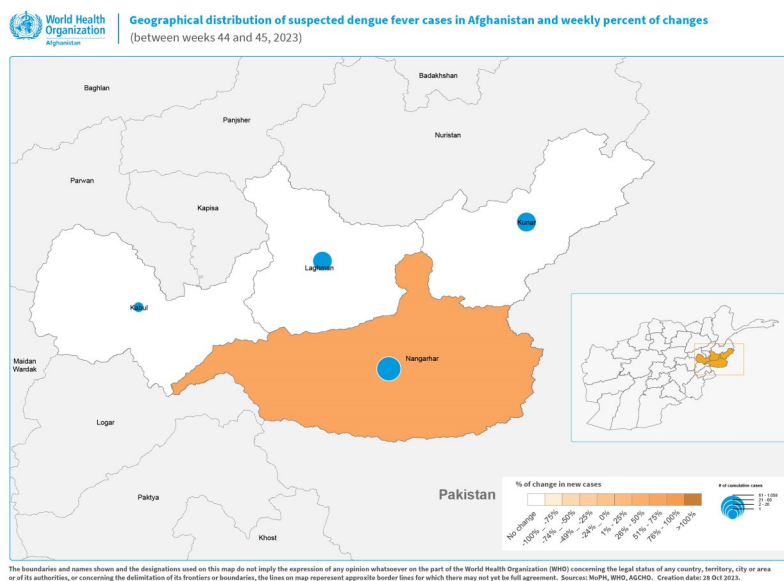 World Health
Organization
Afghanistan
Geographical distribution of suspected dengue fever cases in Afghanistan and weekly percent of changes
(between weeks 44 and 45, 2023)
Badakhshan
Baghlan
Panjsher
Nuristan
Parwan
Kapisa
Kunar
Laghman
Kabul
Nangarhar
Maidan
Wardak
Logar
Paktya
Khost
Pakistan
% of change in new cases
No change
-100% - -75%
-74% - -50%
-49% - -25%
-24% - 0%
1% - 25%
26% - 50%
51% - 75%
76% - 100%
>100%
# of cumulative cases
21 - 60
2 - 20
1
The boundaries and names shown and the designations used on this map do not imply the expression of any opinion whatsoever on the part of the World Health Organization (WHO) concerning the legal status of any country, territory, city or area
or of its authorities, or concerning the delimitation of its frontiers or boundaries, the lines on map represent approxite border lines for which there may not yet be full agreement. Sources: MoPH, WHO, AGCHO. Creation date: 20 Oct 2023.